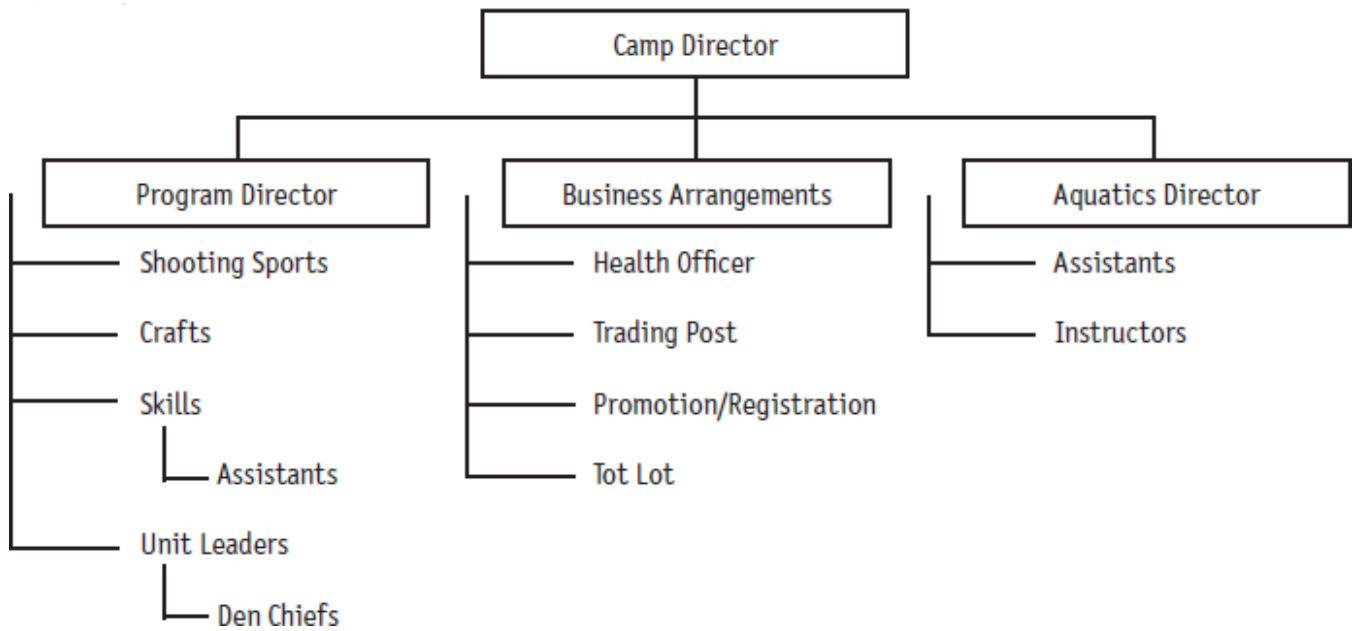 Camp Director
Program Director
Shooting Sports
Crafts
Skills
Assistants
Unit Leaders
Den Chiefs
Business Arrangements
Health Officer
Trading Post
Promotion/Registration
Tot Lot
Aquatics Director
Assistants
Instructors